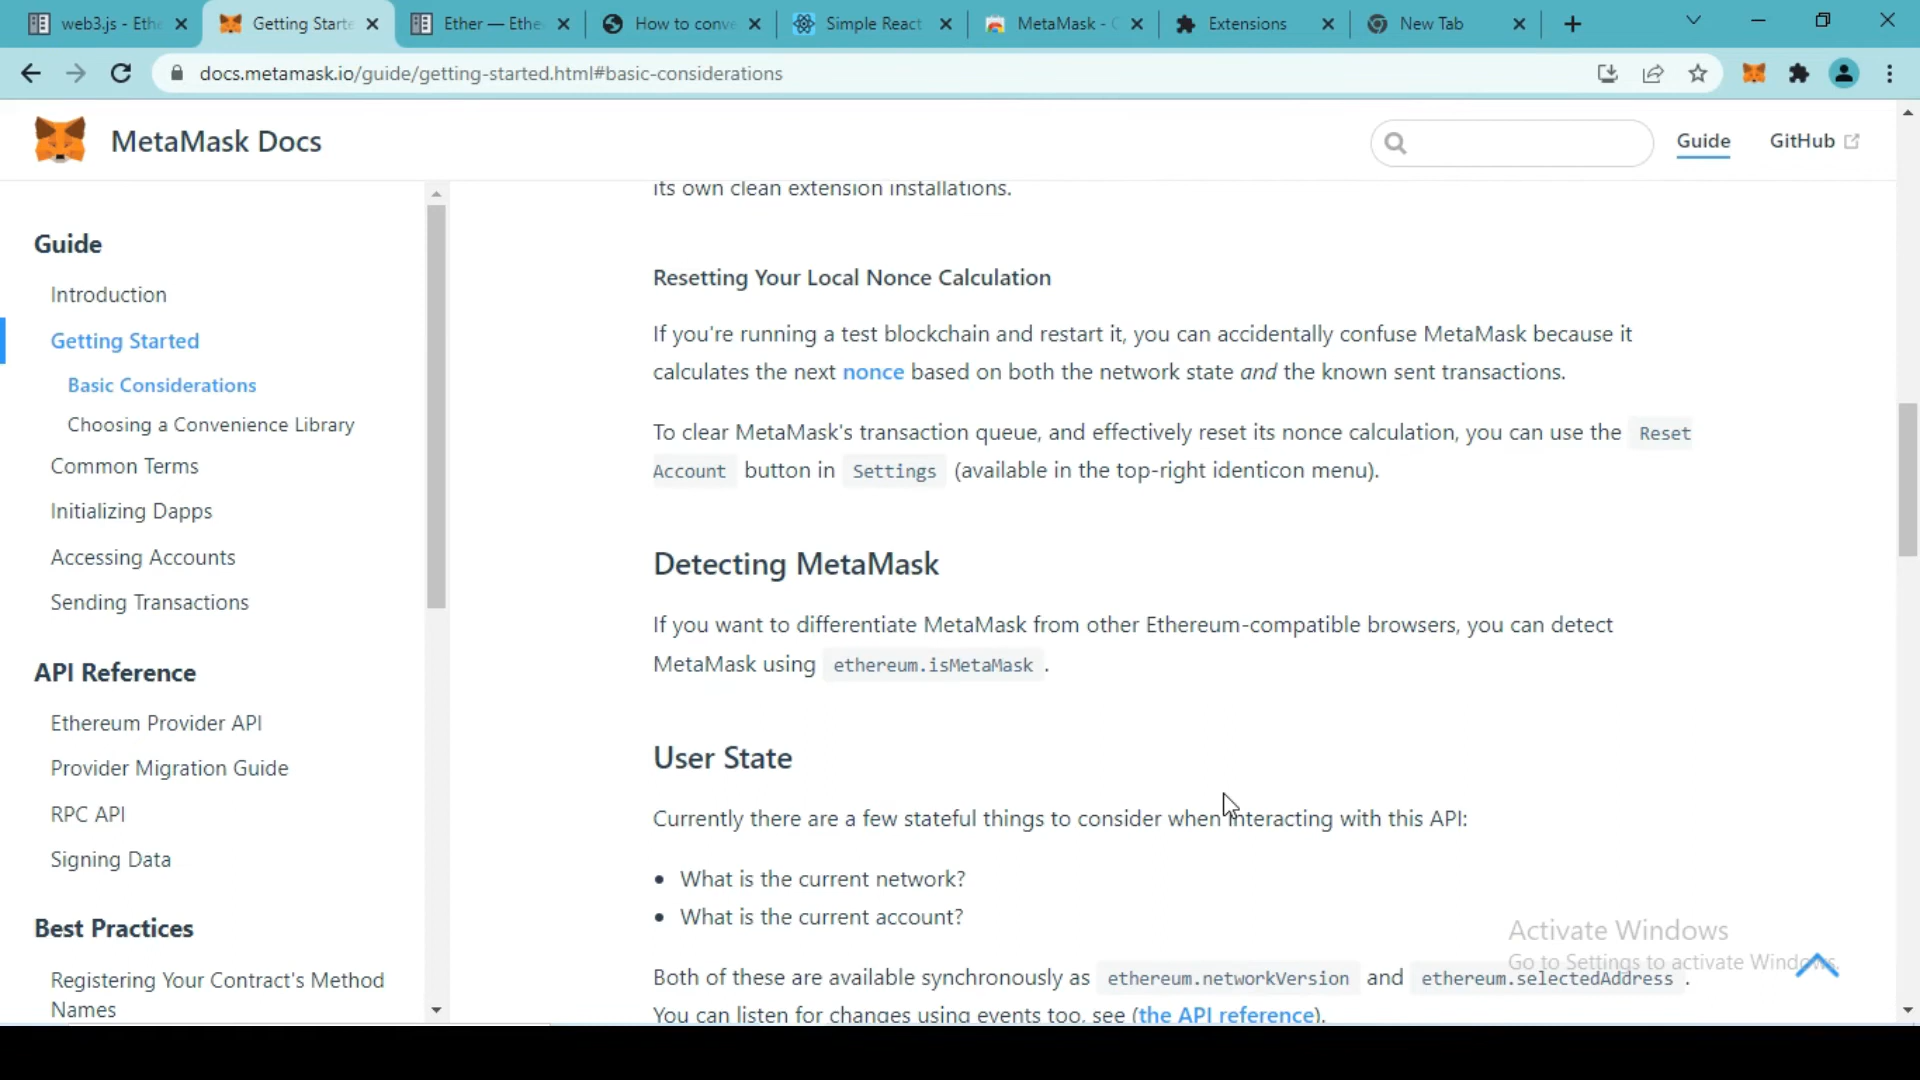 web3.js - Ethe
Getting Starte
Ether — Ethe
How to conve
Simple React
MetaMask - C
Extensions
New Tab
docs.metamask.io/guide/getting-started.html#basic-considerations
MetaMask Docs
Guide
GitHub
its own clean extension installations.
Guide
Introduction
Getting Started
Basic Considerations
Choosing a Convenience Library
Common Terms
Initializing Dapps
Accessing Accounts
Sending Transactions
API Reference
Ethereum Provider API
Provider Migration Guide
RPC API
Signing Data
Best Practices
Registering Your Contract's Method
Names
Resetting Your Local Nonce Calculation
If you're running a test blockchain and restart it, you can accidentally confuse MetaMask because it
calculates the next nonce based on both the network state and the known sent transactions.
To clear MetaMask's transaction queue, and effectively reset its nonce calculation, you can use the Reset
Account button in Settings (available in the top-right identicon menu).
Detecting MetaMask
If you want to differentiate MetaMask from other Ethereum-compatible browsers, you can detect
MetaMask using ethereum.isMetaMask .
User State
Currently there are a few stateful things to consider when interacting with this API:
• What is the current network?
• What is the current account?
Both of these are available synchronously as ethereum.networkVersion and ethereum.selectedAddress .
You can listen for changes using events too, see (the API reference).
Activate Windows
Go to Settings to activate Windows.